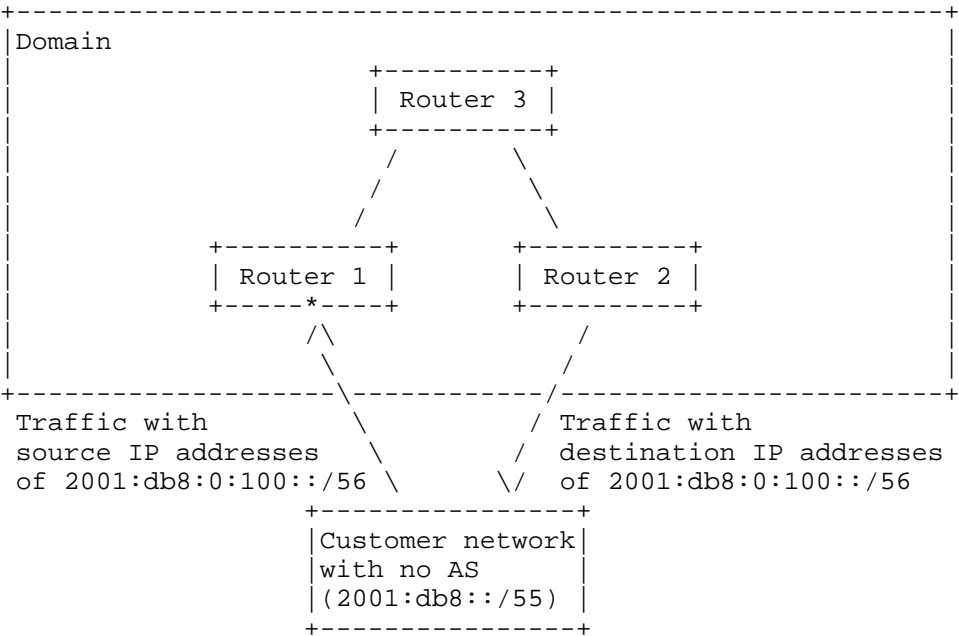 Domain
Router 3
Router 1
Router 2
Traffic with
source IP addresses
of 2001:db8:0:100::/56
Traffic with
destination IP addresses
of 2001:db8:0:100::/56
Customer network
with no AS
(2001:db8::/55)